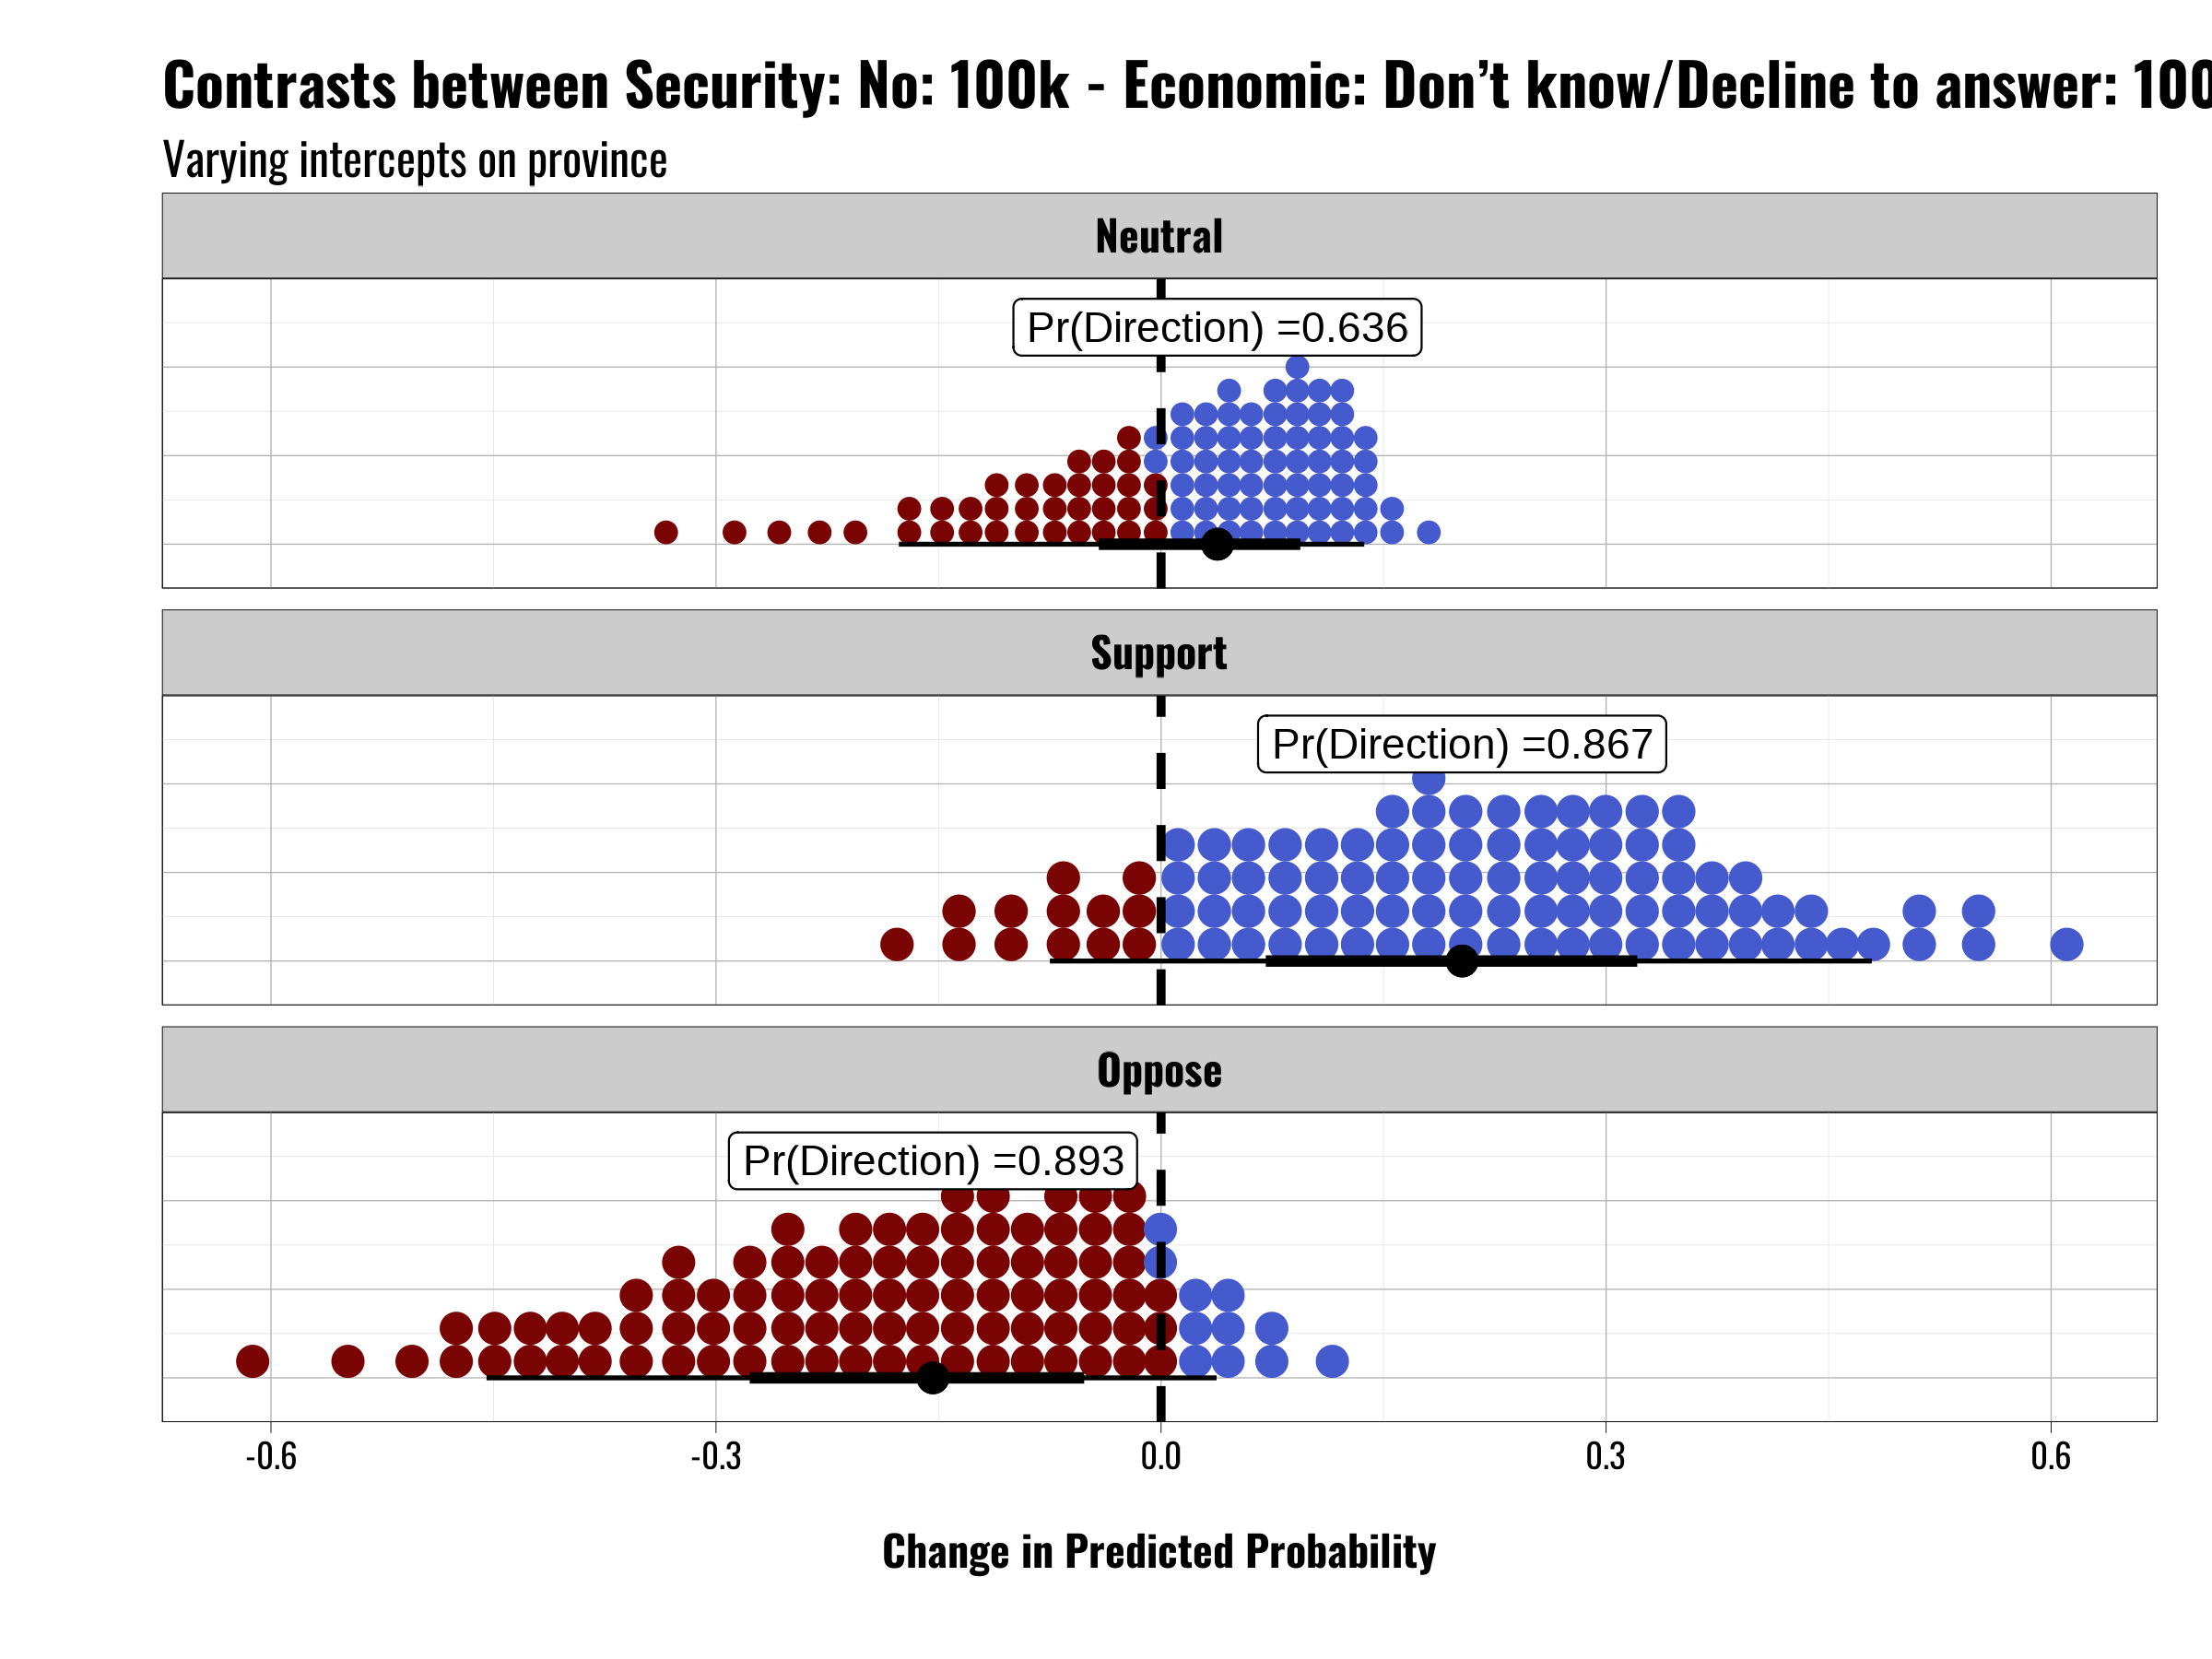 Contrasts between Security: No: 100k - Economic: Don’t know/Decline to answer: 100
Varying intercepts on province
Neutral
Pr(Direction) =0.636
Support
Pr(Direction) =0.867
Oppose
Pr(Direction) =0.893
-0.6 -0.3 0.0 0.3 0.6
Change in Predicted Probability